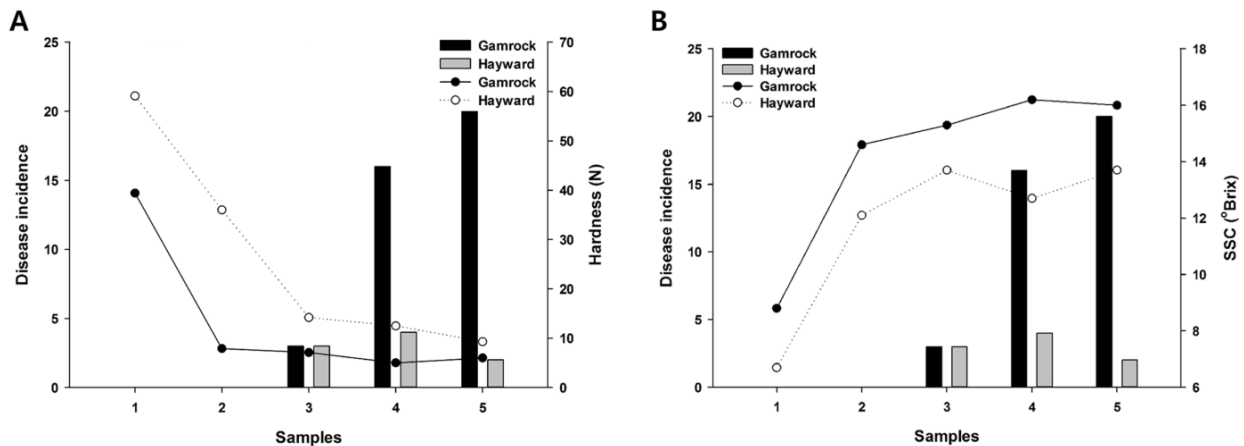 A
25
20
15
10
5
0
Disease incidence
Gamrock
Hayward
Gamrock
Hayward
70
60
50
40
30
20
10
0
Hardness (N)
1 2 3 4 5
Samples
B
25
20
15
10
5
0
Disease incidence
Gamrock
Hayward
Gamrock
Hayward
18
16
14
12
10
8
6
SSC (°Brix)
1 2 3 4 5
Samples